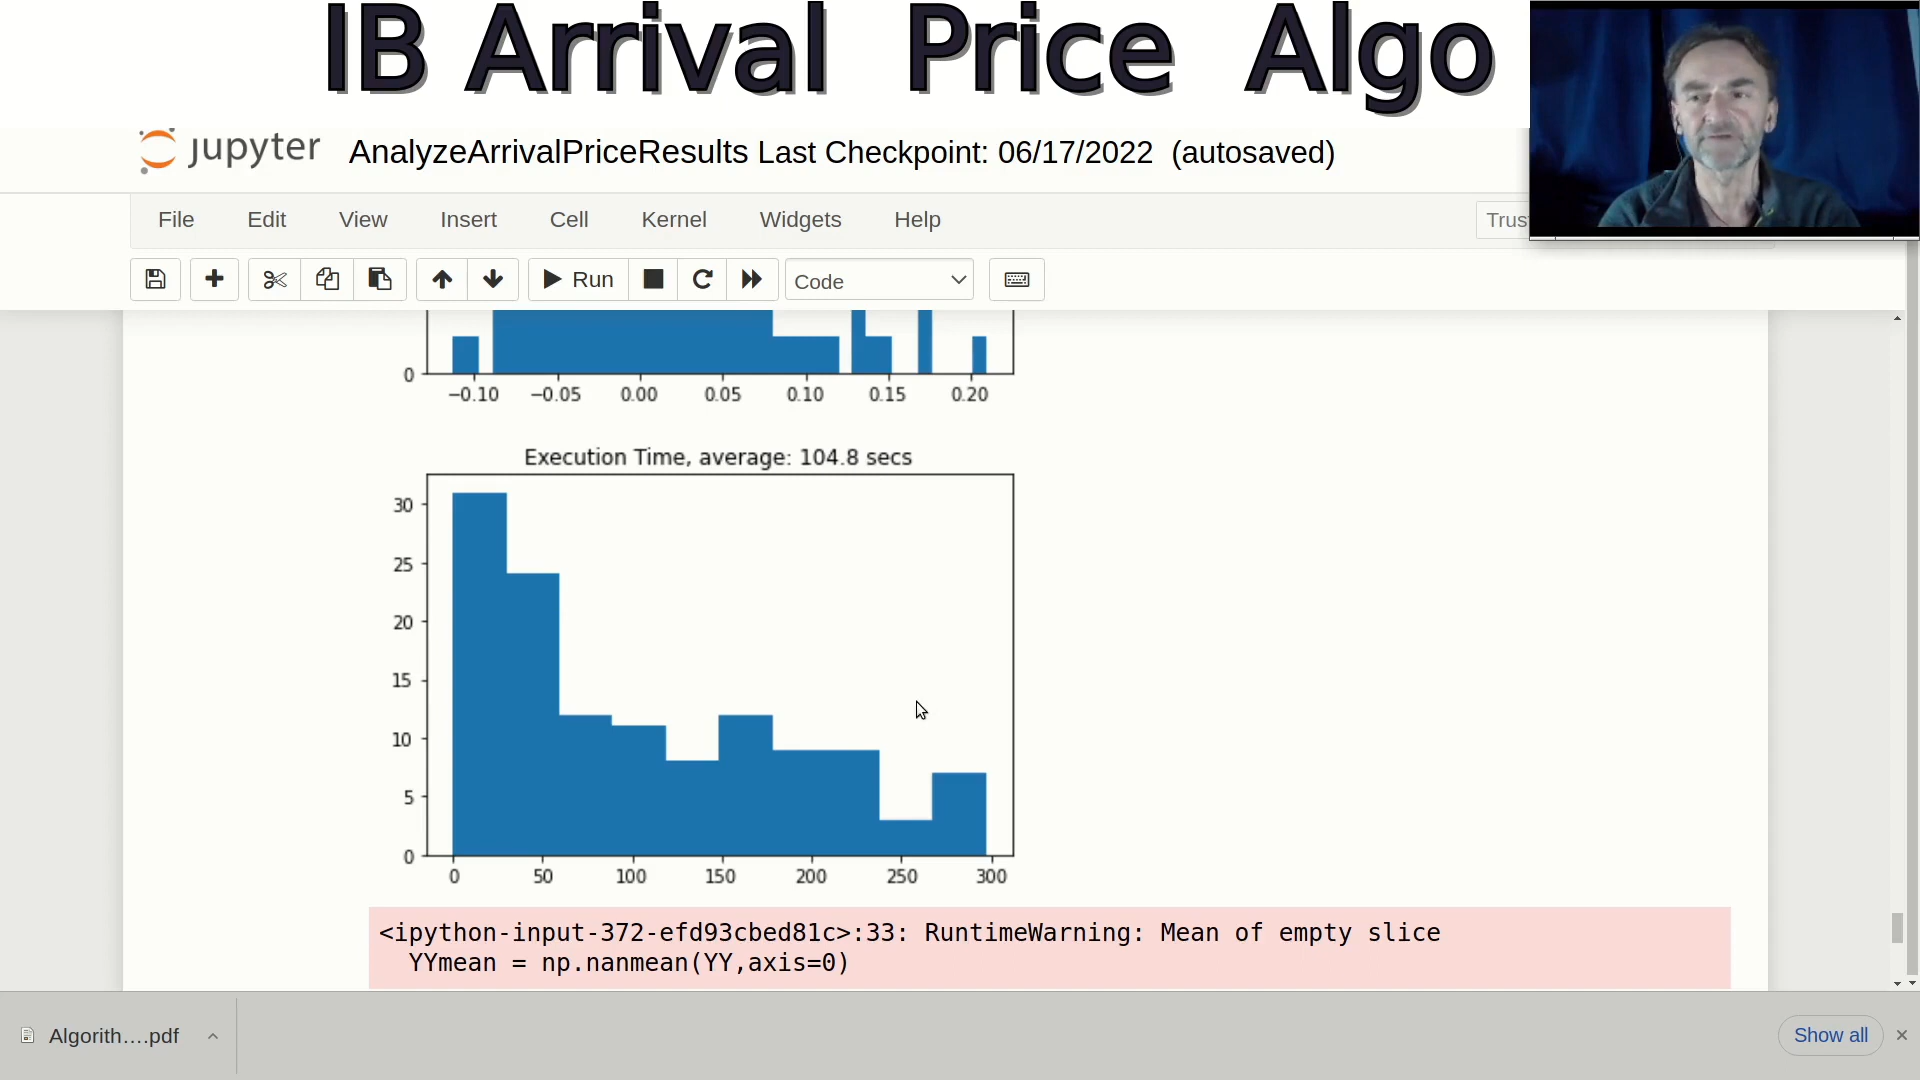 IB Arrival Price Algo
jupyter AnalyzeArrivalPriceResults Last Checkpoint: 06/17/2022 (autosaved)
File Edit View Insert Cell Kernel Widgets Help
Run Code
0
−0.10 −0.05 0.00 0.05 0.10 0.15 0.20
Execution Time, average: 104.8 secs
30
25
20
15
10
5
0
0 50 100 150 200 250 300
<ipython-input-372-efd93cbed81c>:33: RuntimeWarning: Mean of empty slice
YYmean = np.nanmean(YY,axis=0)
Algorith….pdf Show all